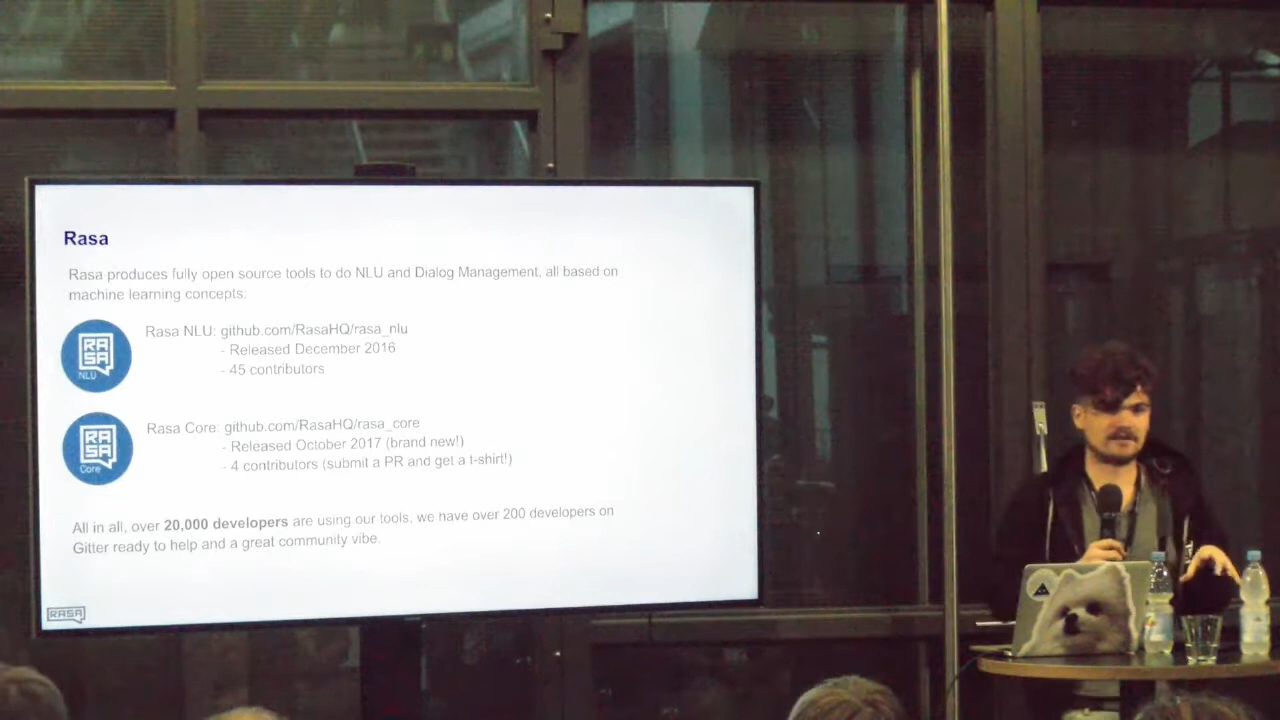 Rasa
Rasa produces fully open source tools to do NLU and Dialog Management, all based on
machine learning concepts:
RASA
NLU
Rasa NLU: github.com/RasaHQ/rasa_nlu
- Released December 2016
- 45 contributors
RASA
Core
Rasa Core: github.com/RasaHQ/rasa_core
- Released October 2017 (brand new!)
- 4 contributors (submit a PR and get a t-shirt!)
All in all, over 20,000 developers are using our tools, we have over 200 developers on
Gitter ready to help and a great community vibe.
RASA